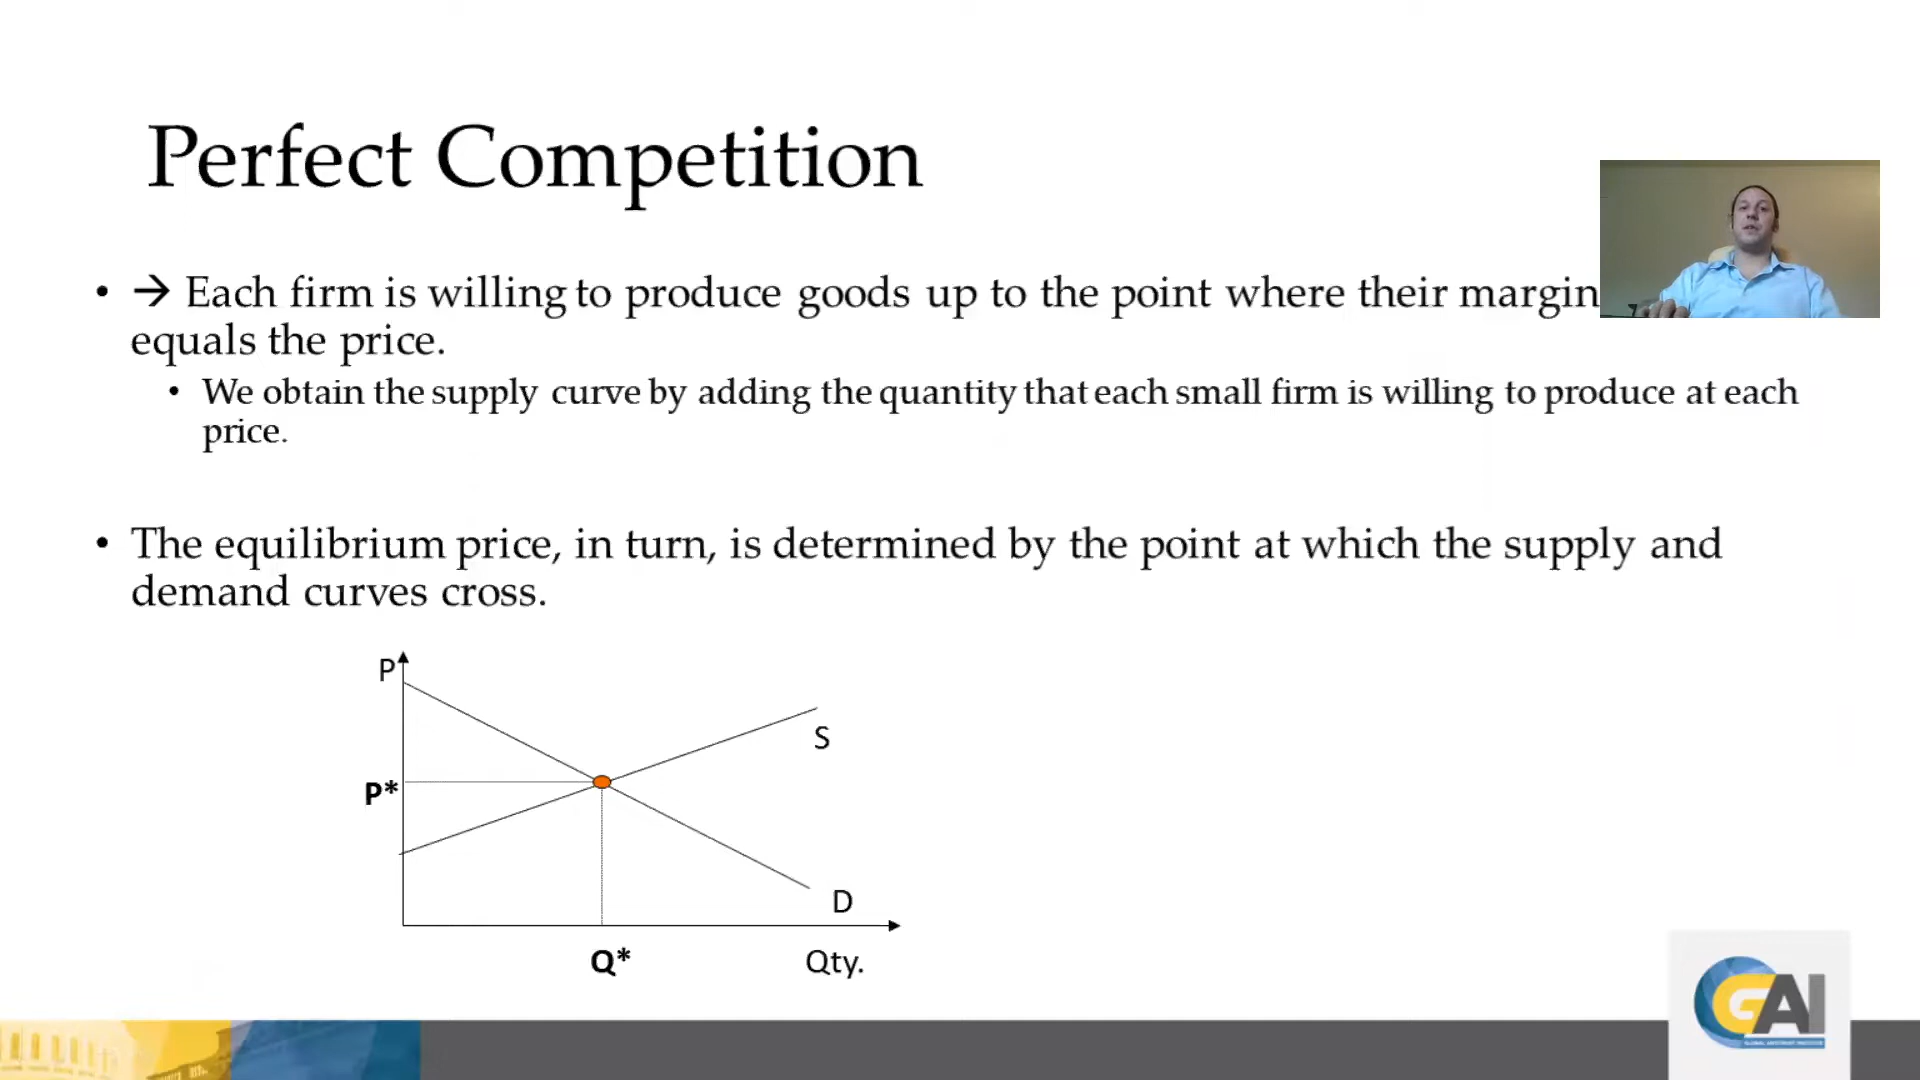 Perfect Competition
• → Each firm is willing to produce goods up to the point where their margin
equals the price.
• We obtain the supply curve by adding the quantity that each small firm is willing to produce at each
price.
• The equilibrium price, in turn, is determined by the point at which the supply and
demand curves cross.
P
S
P*
D
Q* Qty.
GAI
GLOBAL ANTITRUST INSTITUTE